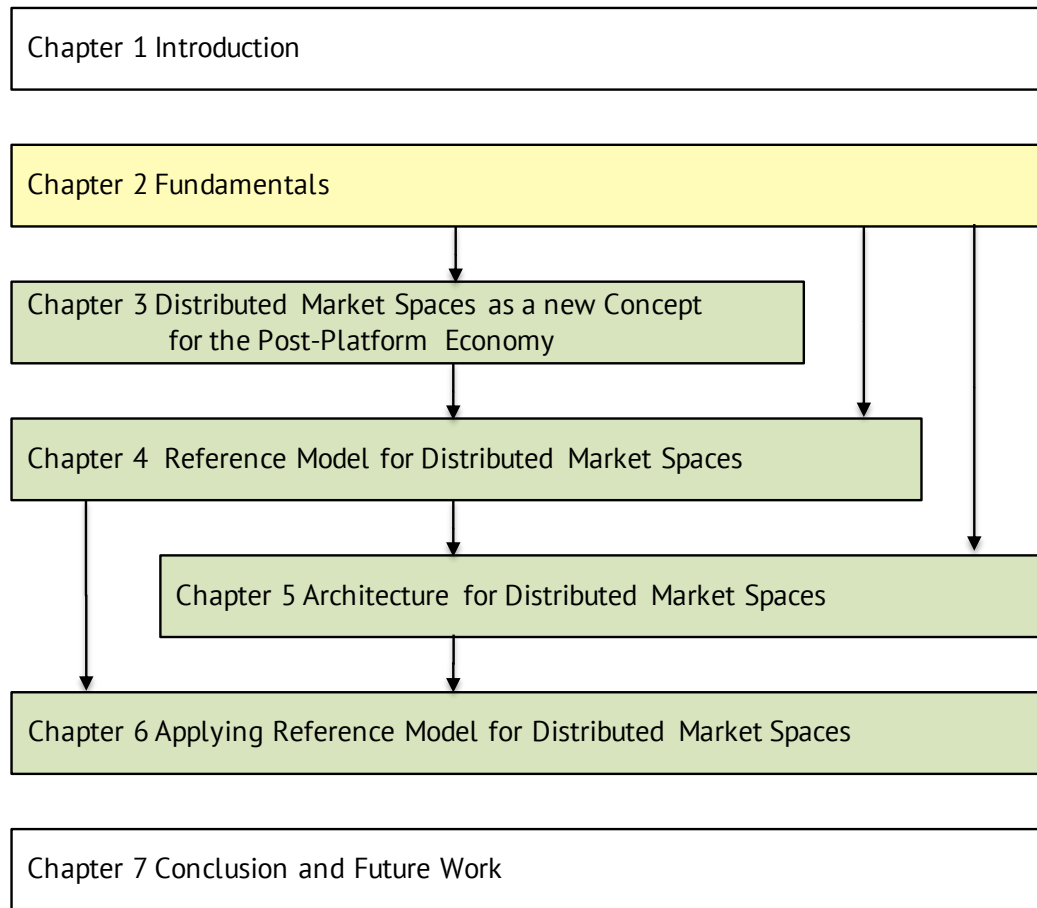 Chapter 1 Introduction
Chapter 2 Fundamentals
Chapter 3 Distributed Market Spaces as a new Concept
for the Post-Platform Economy
Chapter 4 Reference Model for Distributed Market Spaces
Chapter 5 Architecture for Distributed Market Spaces
Chapter 6 Applying Reference Model for Distributed Market Spaces
Chapter 7 Conclusion and Future Work